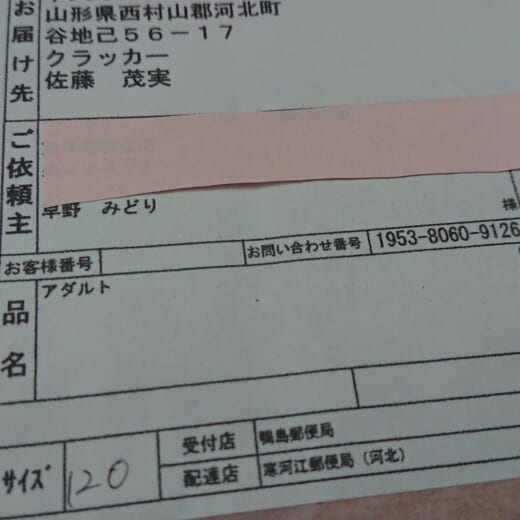 お届け先
山形県西村山郡河北町
谷地己56－17
クラッカー
佐藤　茂実
ご依頼主
早野　みどり
様
お客様番号
お問い合わせ番号
1953-8060-9126
品名
アダルト
サイズ
120
受付店
鴨島郵便局
配達店
寒河江郵便局（河北）